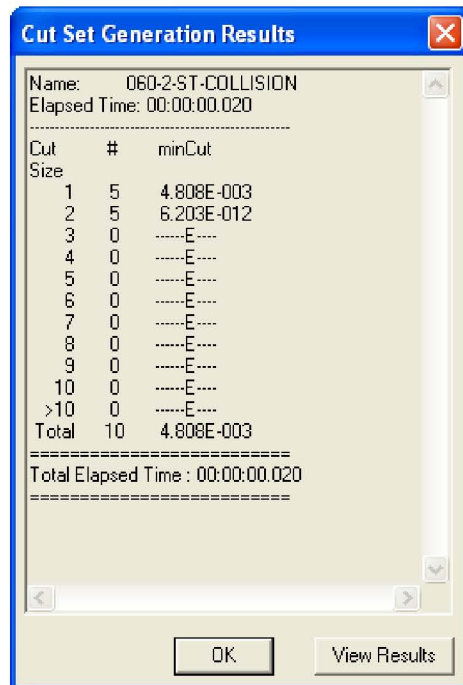 Cut Set Generation Results
Name: 060-2-ST-COLLISION
Elapsed Time: 00:00:00.020
--------------------------------------------------
Cut # minCut
Size
1 5 4.808E-003
2 5 6.203E-012
3 0 ------E----
4 0 ------E----
5 0 ------E----
6 0 ------E----
7 0 ------E----
8 0 ------E----
9 0 ------E----
10 0 ------E----
>10 0 ------E----
Total 10 4.808E-003
==========================
Total Elapsed Time : 00:00:00.020
==========================
OK View Results